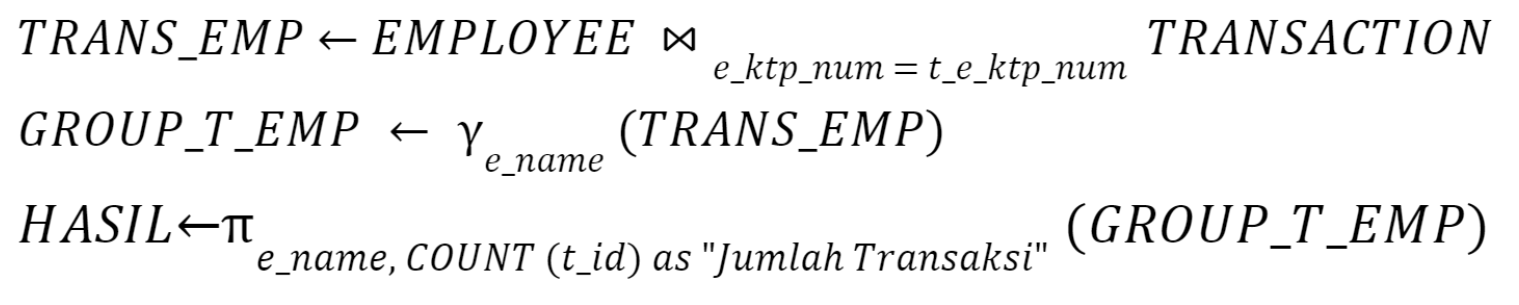 TRANS_EMP ← EMPLOYEE ⋈ e_ktp_num = t_e_ktp_num TRANSACTION
GROUP_T_EMP ← γ e_name (TRANS_EMP)
HASIL←π e_name, COUNT (t_id) as "Jumlah Transaksi" (GROUP_T_EMP)